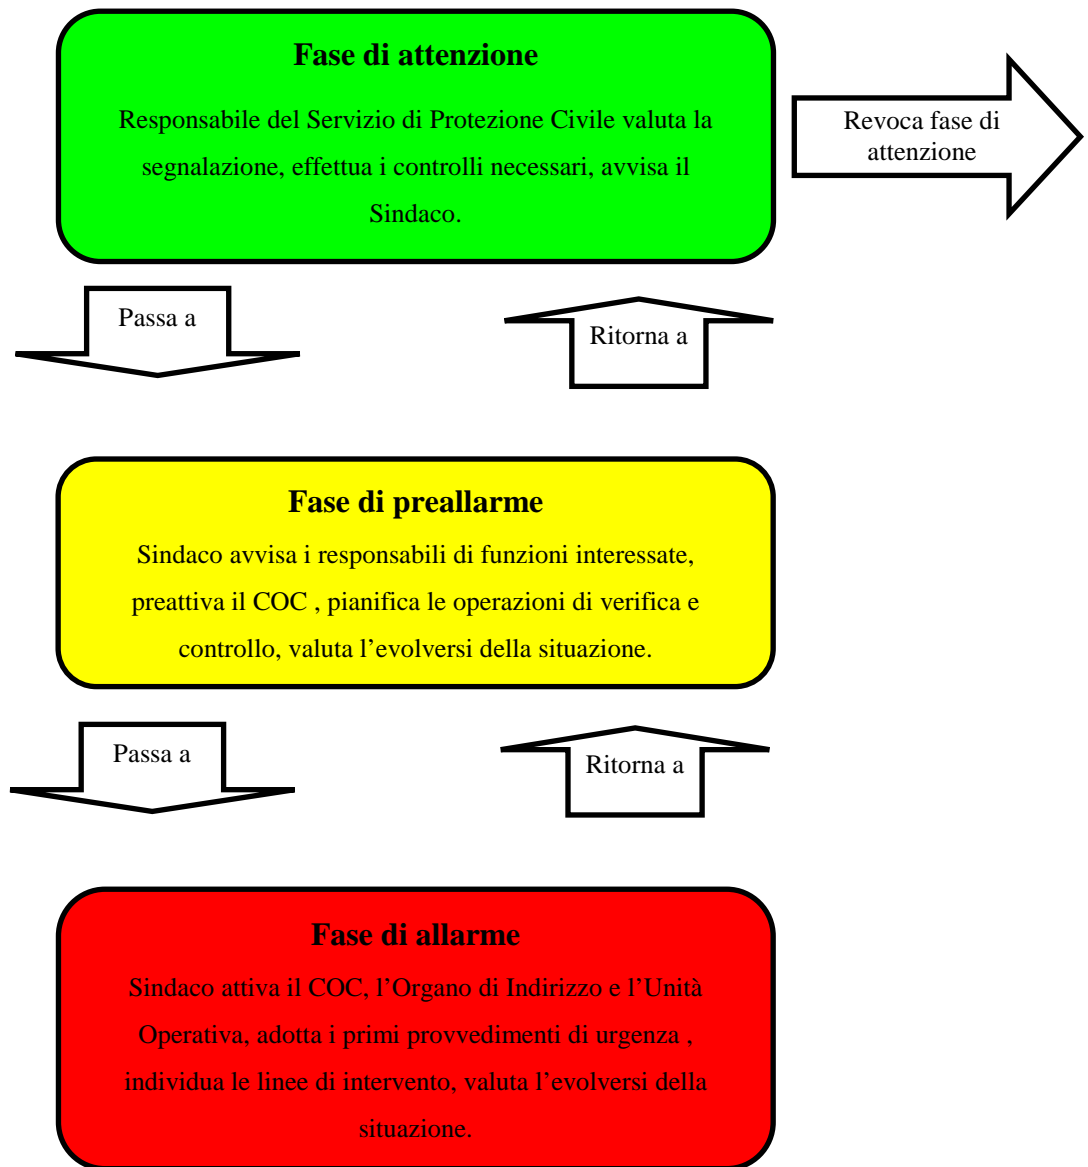 Fase di attenzione
Responsabile del Servizio di Protezione Civile valuta la
segnalazione, effettua i controlli necessari, avvisa il
Sindaco.
Revoca fase di
attenzione
Passa a
Ritorna a
Fase di preallarme
Sindaco avvisa i responsabili di funzioni interessate,
preattiva il COC , pianifica le operazioni di verifica e
controllo, valuta l’evolversi della situazione.
Passa a
Ritorna a
Fase di allarme
Sindaco attiva il COC, l’Organo di Indirizzo e l’Unità
Operativa, adotta i primi provvedimenti di urgenza ,
individua le linee di intervento, valuta l’evolversi della
situazione.